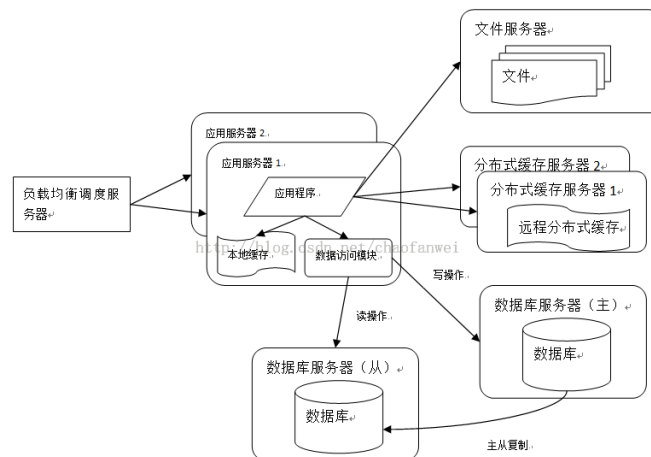 文件服务器
文件
应用服务器 2
应用服务器 1
应用程序
本地缓存
数据访问模块
负载均衡调度服
务器
分布式缓存服务器 2
分布式缓存服务器 1
远程分布式缓存
http://blog.csdn.net/chaofanwei
写操作
读操作
数据库服务器（主）
数据库
数据库服务器（从）
数据库
主从复制